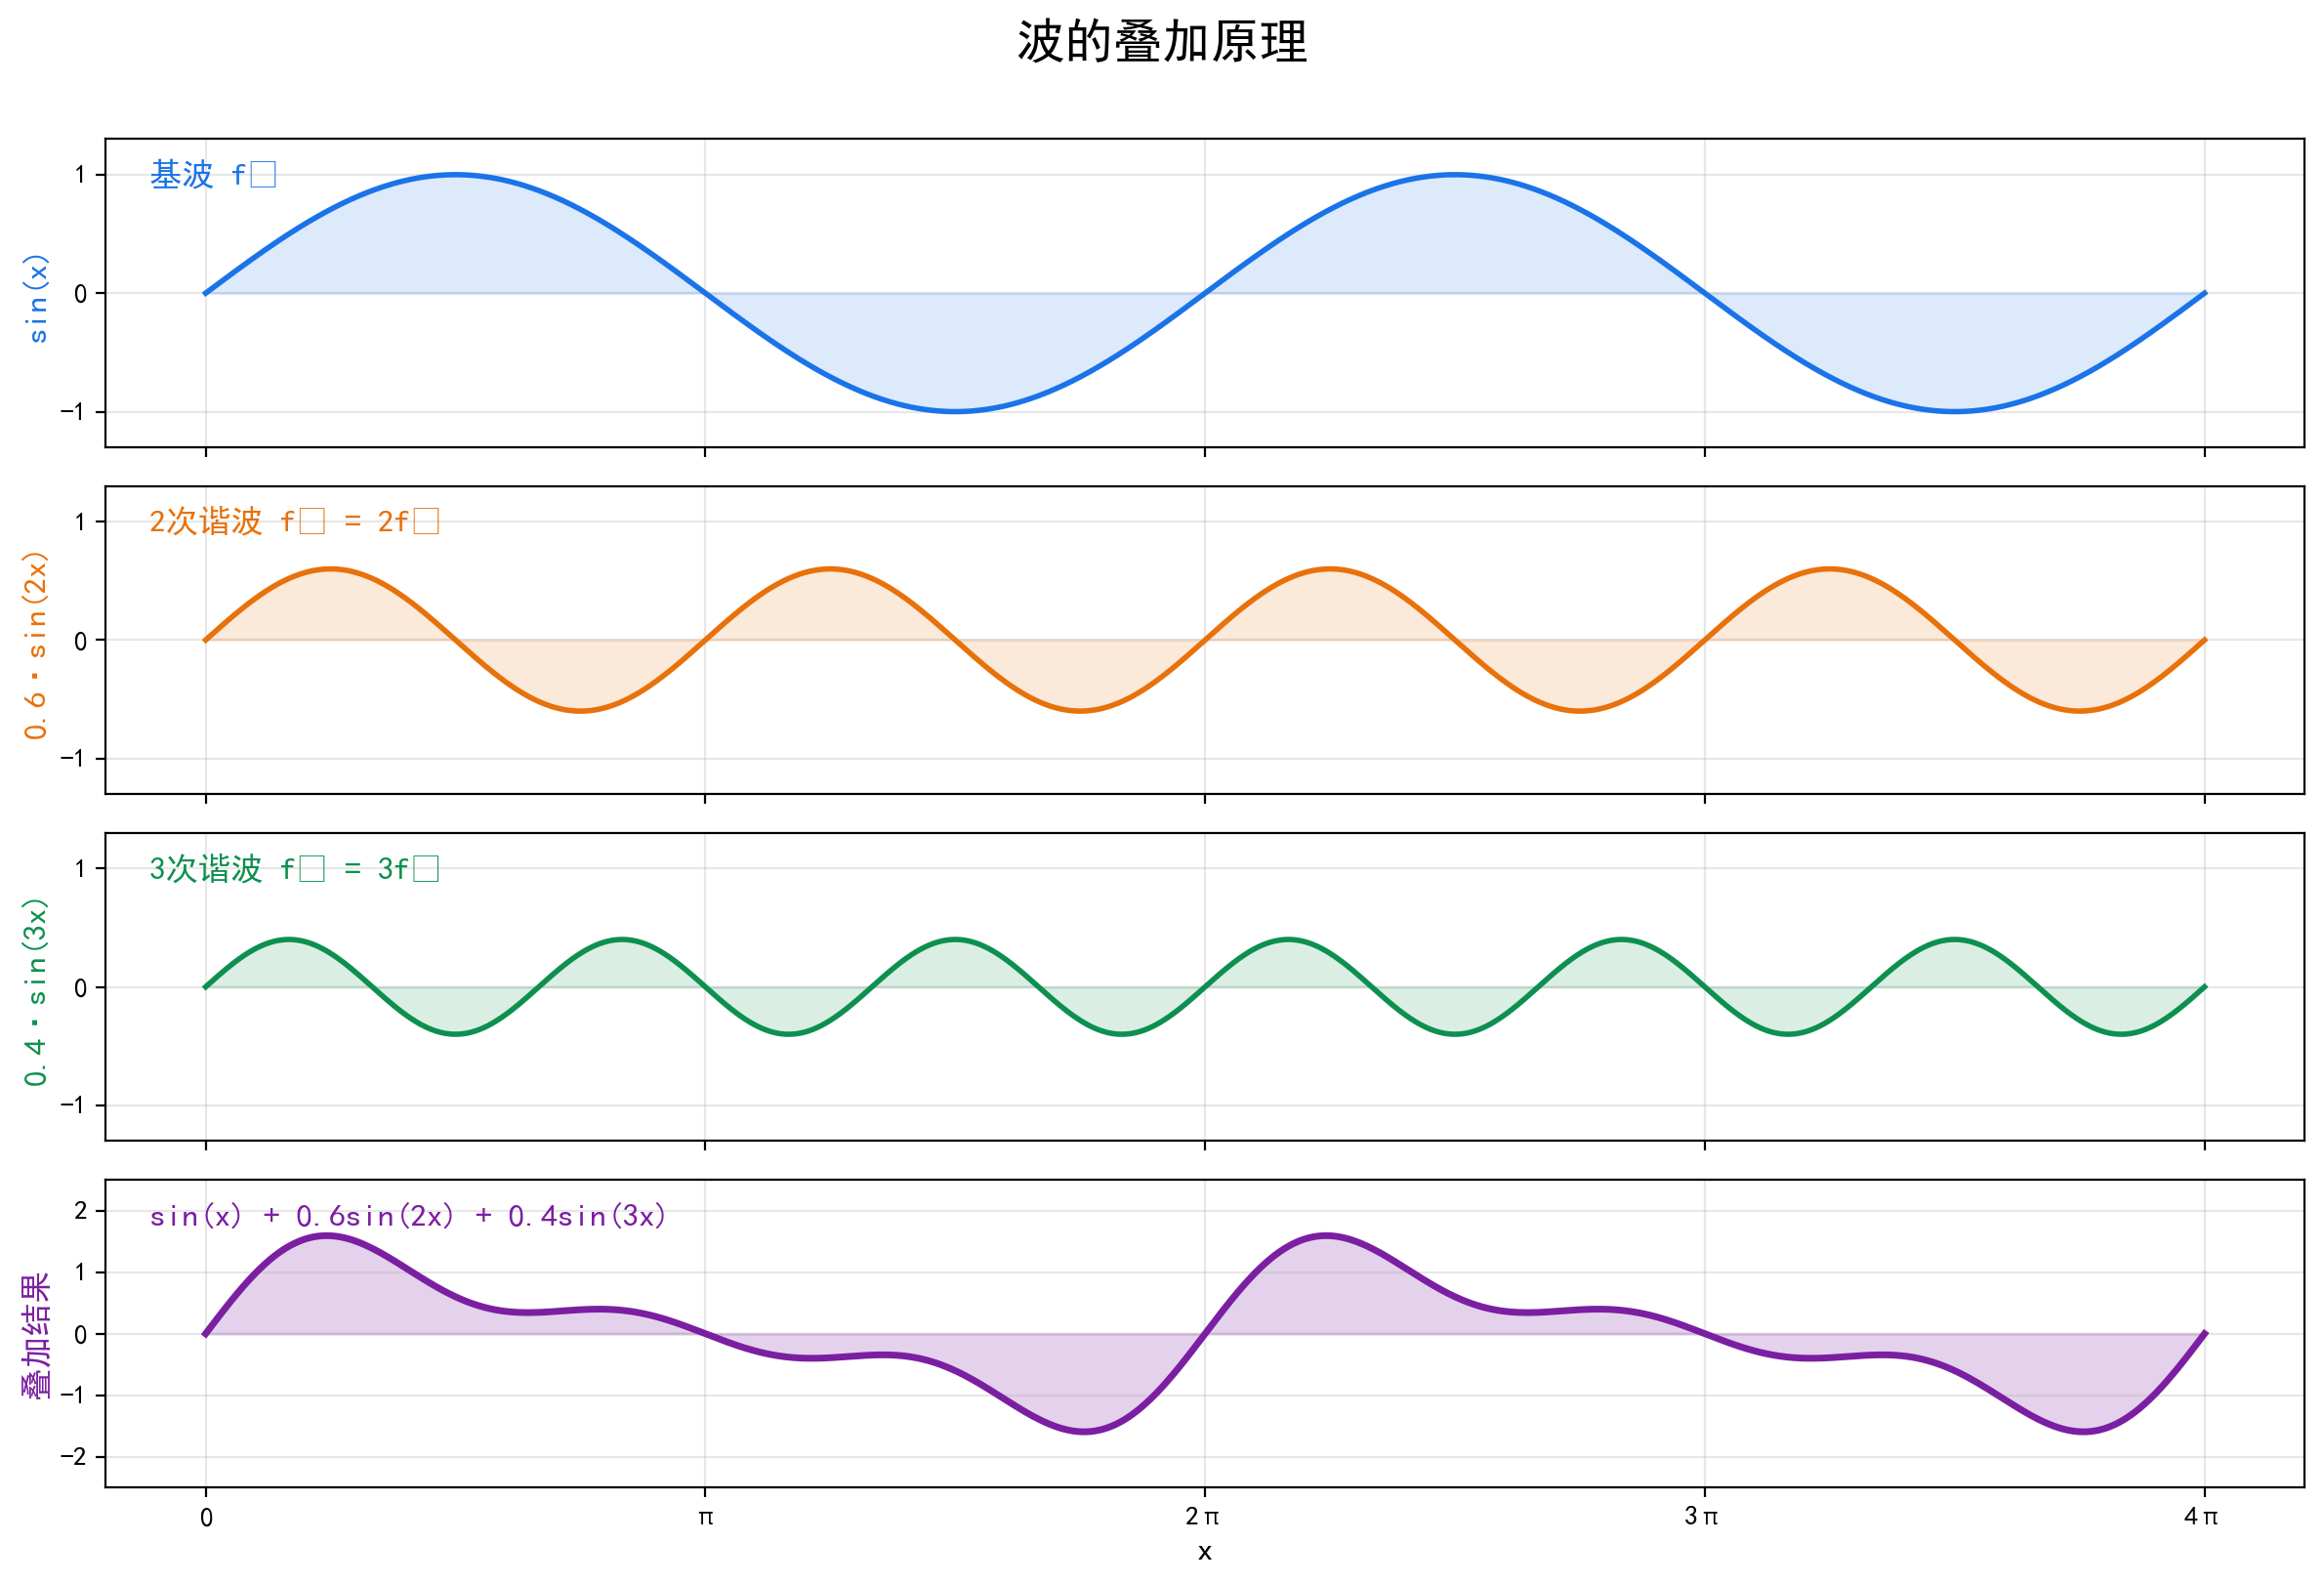 波的叠加原理
基波 f□
sin(x)
1
0
−1
2次谐波 f□ = 2f□
0.6·sin(2x)
1
0
−1
3次谐波 f□ = 3f□
0.4·sin(3x)
1
0
−1
sin(x) + 0.6sin(2x) + 0.4sin(3x)
叠加结果
2
1
0
−1
−2
0 π 2π 3π 4π
x